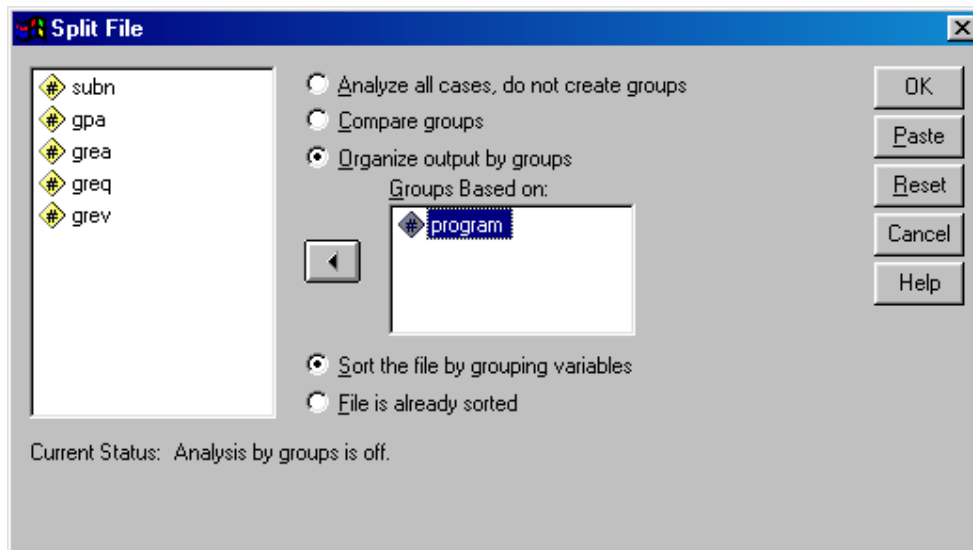 Split File
subn
gpa
grea
greq
grev
Analyze all cases, do not create groups
Compare groups
Organize output by groups
Groups Based on:
program
Sort the file by grouping variables
File is already sorted
OK
Paste
Reset
Cancel
Help
Current Status: Analysis by groups is off.